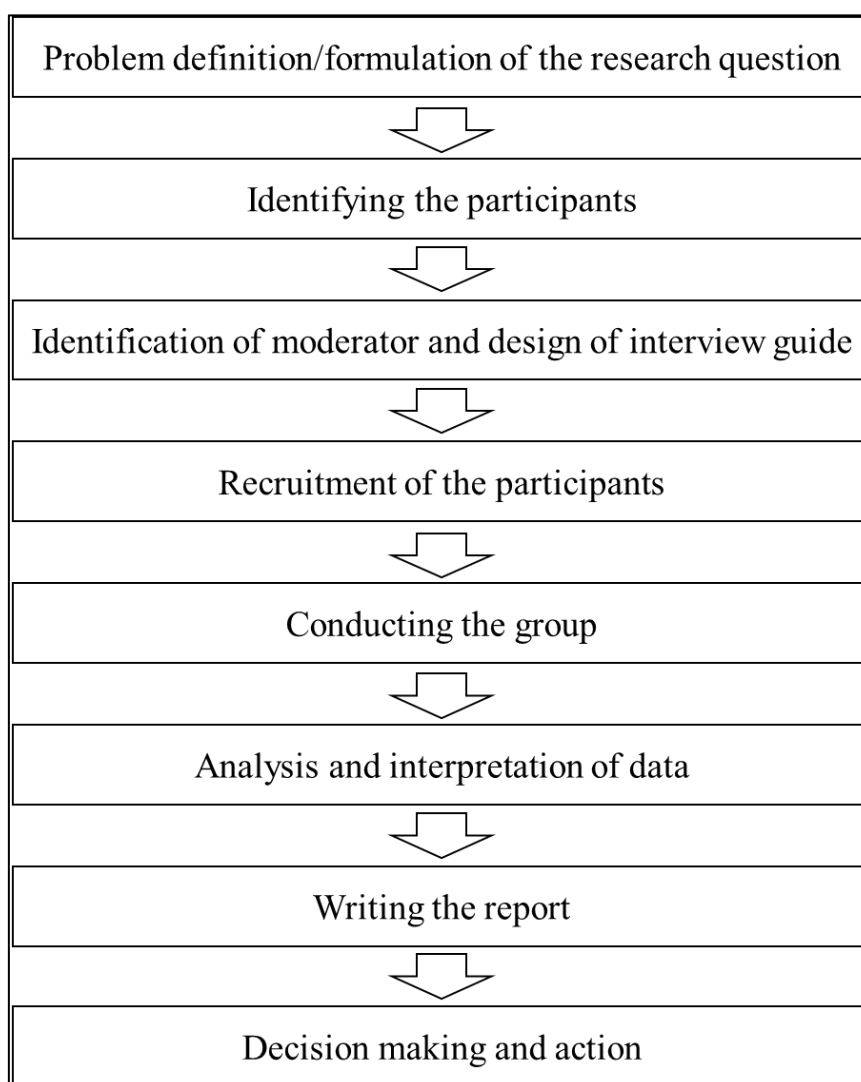 Problem definition/formulation of the research question
Identifying the participants
Identification of moderator and design of interview guide
Recruitment of the participants
Conducting the group
Analysis and interpretation of data
Writing the report
Decision making and action